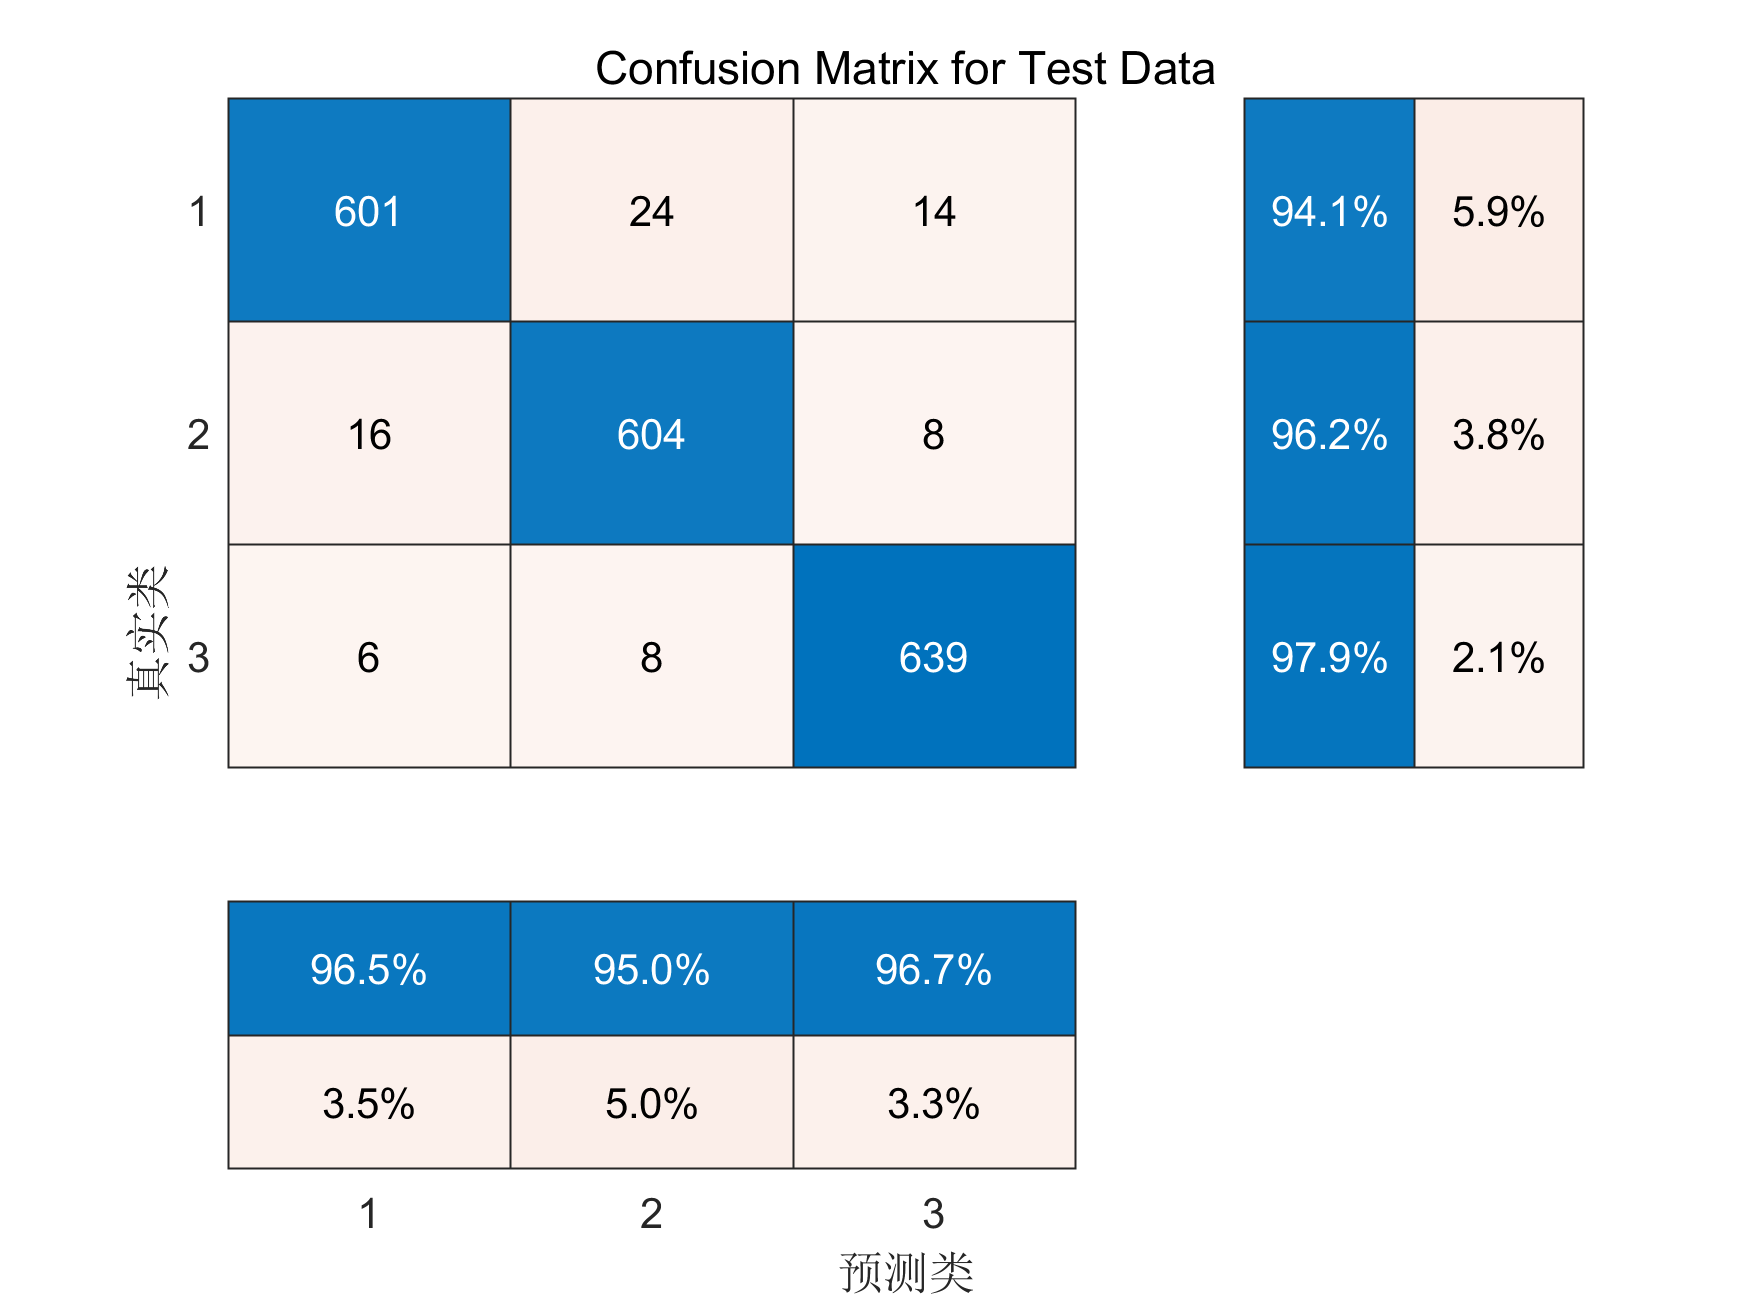 Confusion Matrix for Test Data
1 601 24 14 94.1% 5.9%
2 16 604 8 96.2% 3.8%
3 6 8 639 97.9% 2.1%
真实类
96.5% 95.0% 96.7%
3.5% 5.0% 3.3%
1 2 3
预测类